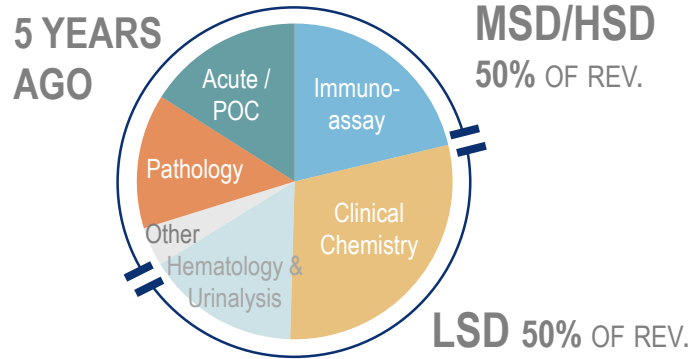 5 YEARS
AGO
MSD/HSD
50% OF REV.
Acute /
POC
Immuno-
assay
Pathology
Clinical
Chemistry
Other
Hematology &
Urinalysis
LSD 50% OF REV.